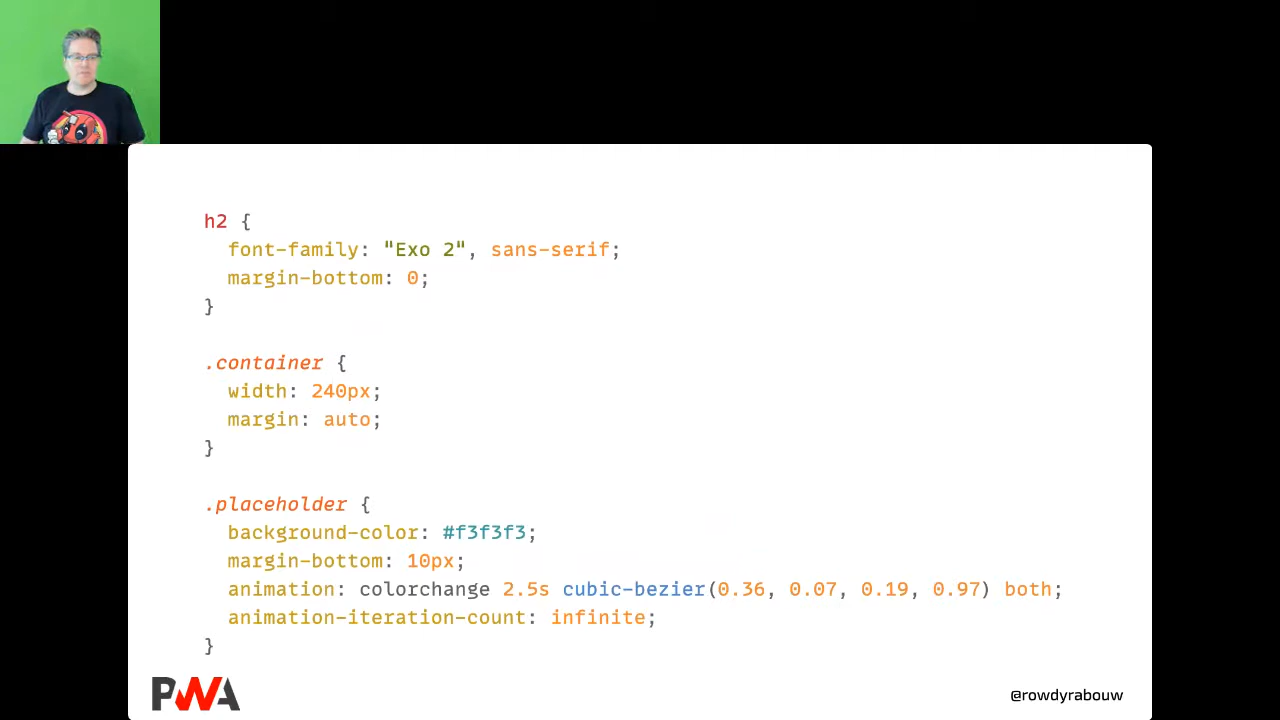 h2 {
font-family: "Exo 2", sans-serif;
margin-bottom: 0;
}
.container {
width: 240px;
margin: auto;
}
.placeholder {
background-color: #f3f3f3;
margin-bottom: 10px;
animation: colorchange 2.5s cubic-bezier(0.36, 0.07, 0.19, 0.97) both;
animation-iteration-count: infinite;
}
PWA
@rowdyrabouw